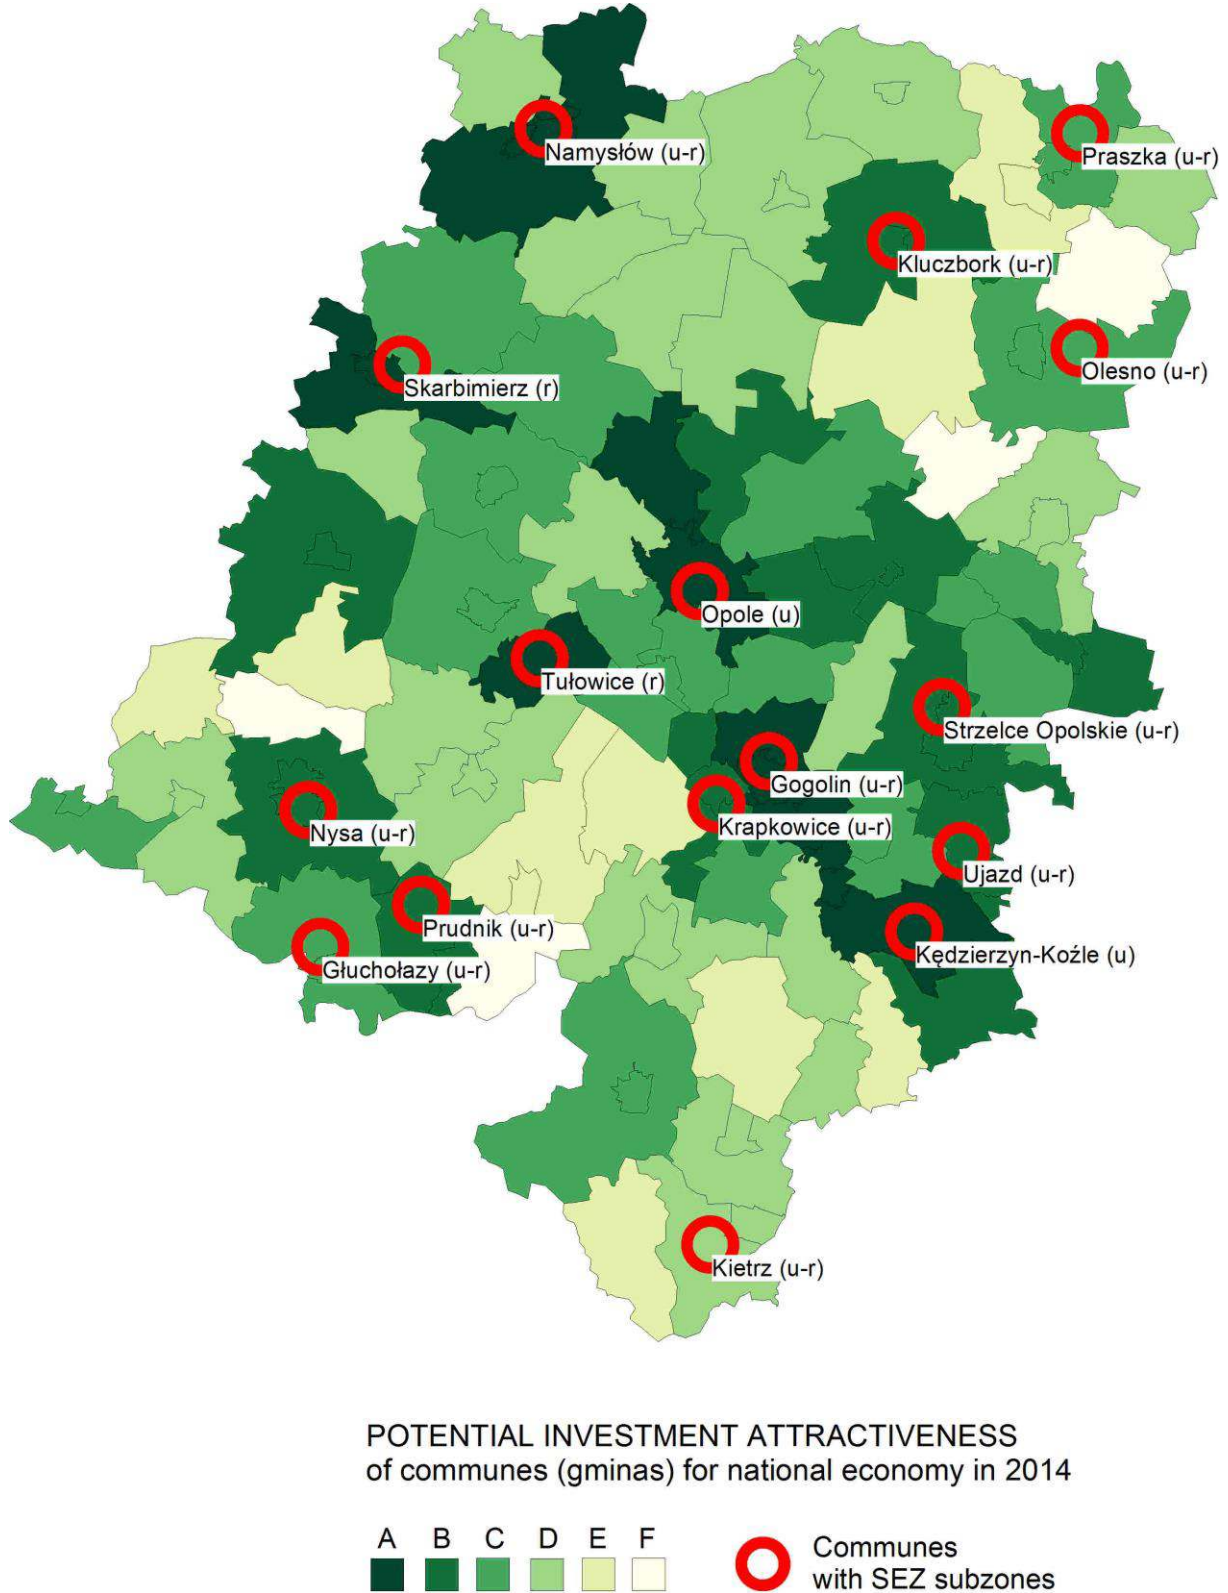 Namysłów (u-r)
Praszka (u-r)
Kluczbork (u-r)
Olesno (u-r)
Skarbimierz (r)
Opole (u)
Tułowice (r)
Strzelce Opolskie (u-r)
Gogolin (u-r)
Krapkowice (u-r)
Nysa (u-r)
Ujazd (u-r)
Prudnik (u-r)
Kędzierzyn-Koźle (u)
Głuchołazy (u-r)
Kietrz (u-r)
POTENTIAL INVESTMENT ATTRACTIVENESS
of communes (gminas) for national economy in 2014
A B C D E F
Communes
with SEZ subzones